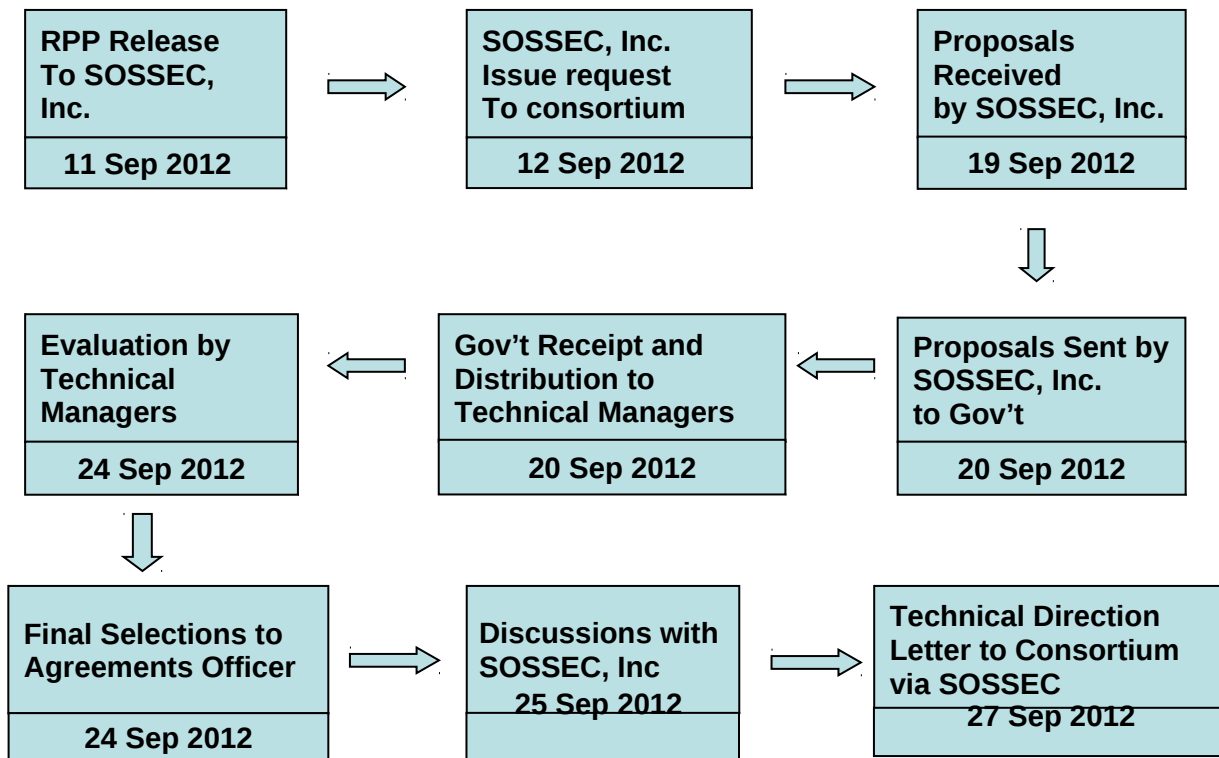 RPP Release
To SOSSEC,
Inc.
11 Sep 2012
SOSSEC, Inc.
Issue request
To consortium
12 Sep 2012
Proposals
Received
by SOSSEC, Inc.
19 Sep 2012
Proposals Sent by
SOSSEC, Inc.
to Gov’t
20 Sep 2012
Gov’t Receipt and
Distribution to
Technical Managers
20 Sep 2012
Evaluation by
Technical
Managers
24 Sep 2012
Final Selections to
Agreements Officer
24 Sep 2012
Discussions with
SOSSEC, Inc
25 Sep 2012
Technical Direction
Letter to Consortium
via SOSSEC
27 Sep 2012